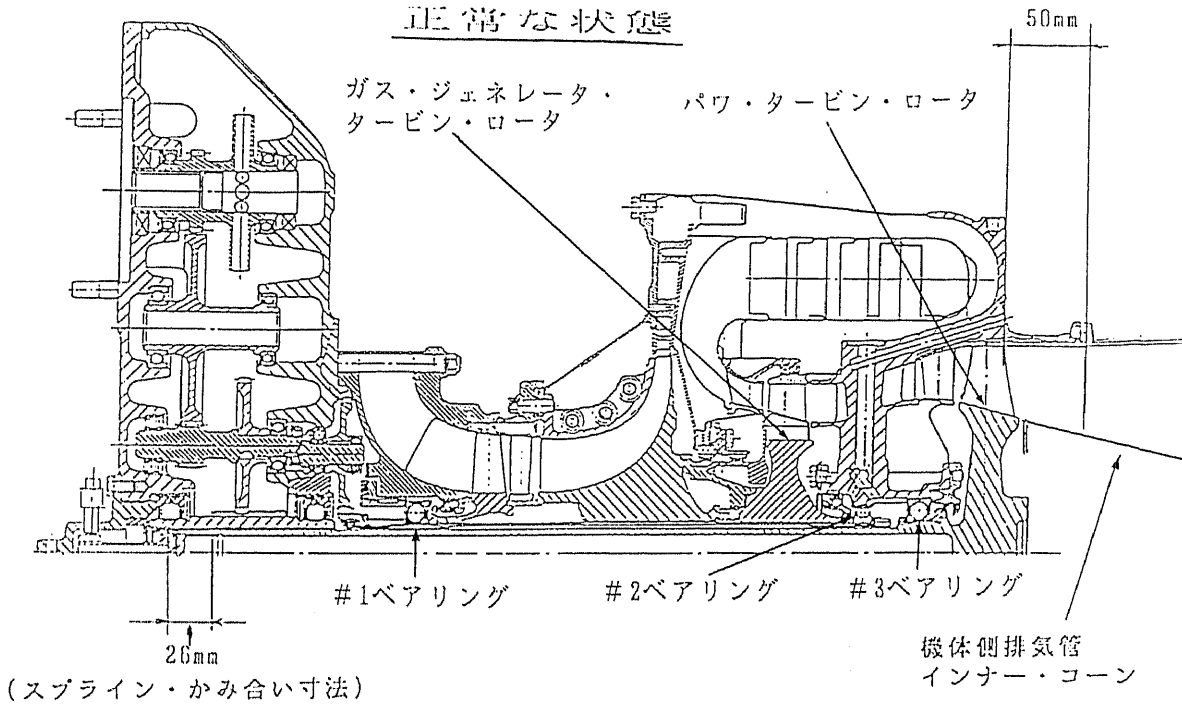 正常な状態
50mm
ガス・ジェネレータ・
タービン・ロータ
パワ・タービン・ロータ
#1ベアリング
#2ベアリング
#3ベアリング
26mm
(スプライン・かみ合い寸法)
機体側排気管
インナー・コーン